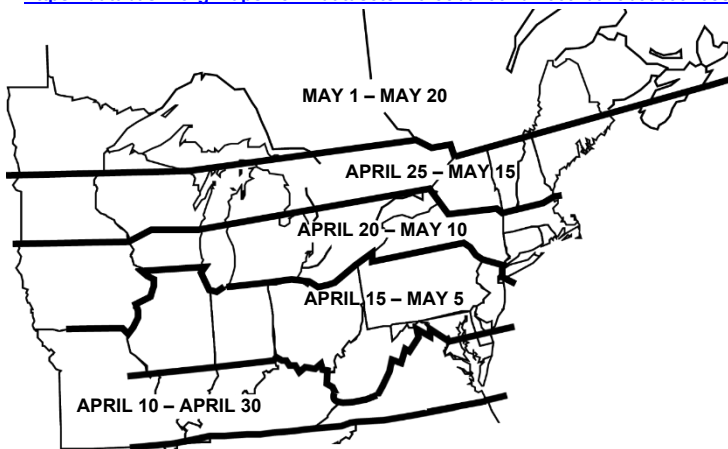 MAY 1 – MAY 20
APRIL 25 – MAY 15
APRIL 20 – MAY 10
APRIL 15 – MAY 5
APRIL 10 – APRIL 30